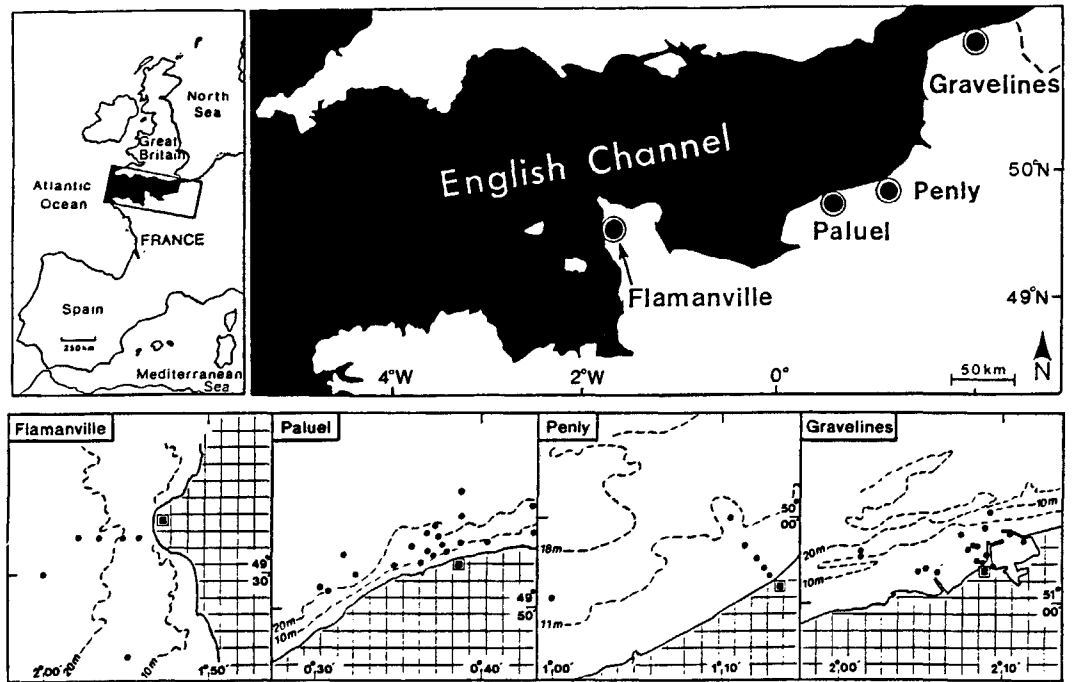 North
Sea
Great
Britain
Atlantic
Ocean
FRANCE
Spain
250km
Mediterranean
Sea
English Channel
Gravelines
50°N
Penly
Paluel
Flamanville
49°N
4°W
2°W
0°
50km
N
Flamanville
49°
30'
2°00'
20m
10m
1°50'
Paluel
20m
10m
49°
50'
0°30'
0°40'
Penly
50°
00'
18m
11m
1°00'
1°10'
Gravelines
10m
20m
10m
51°
00'
2°00'
2°10'